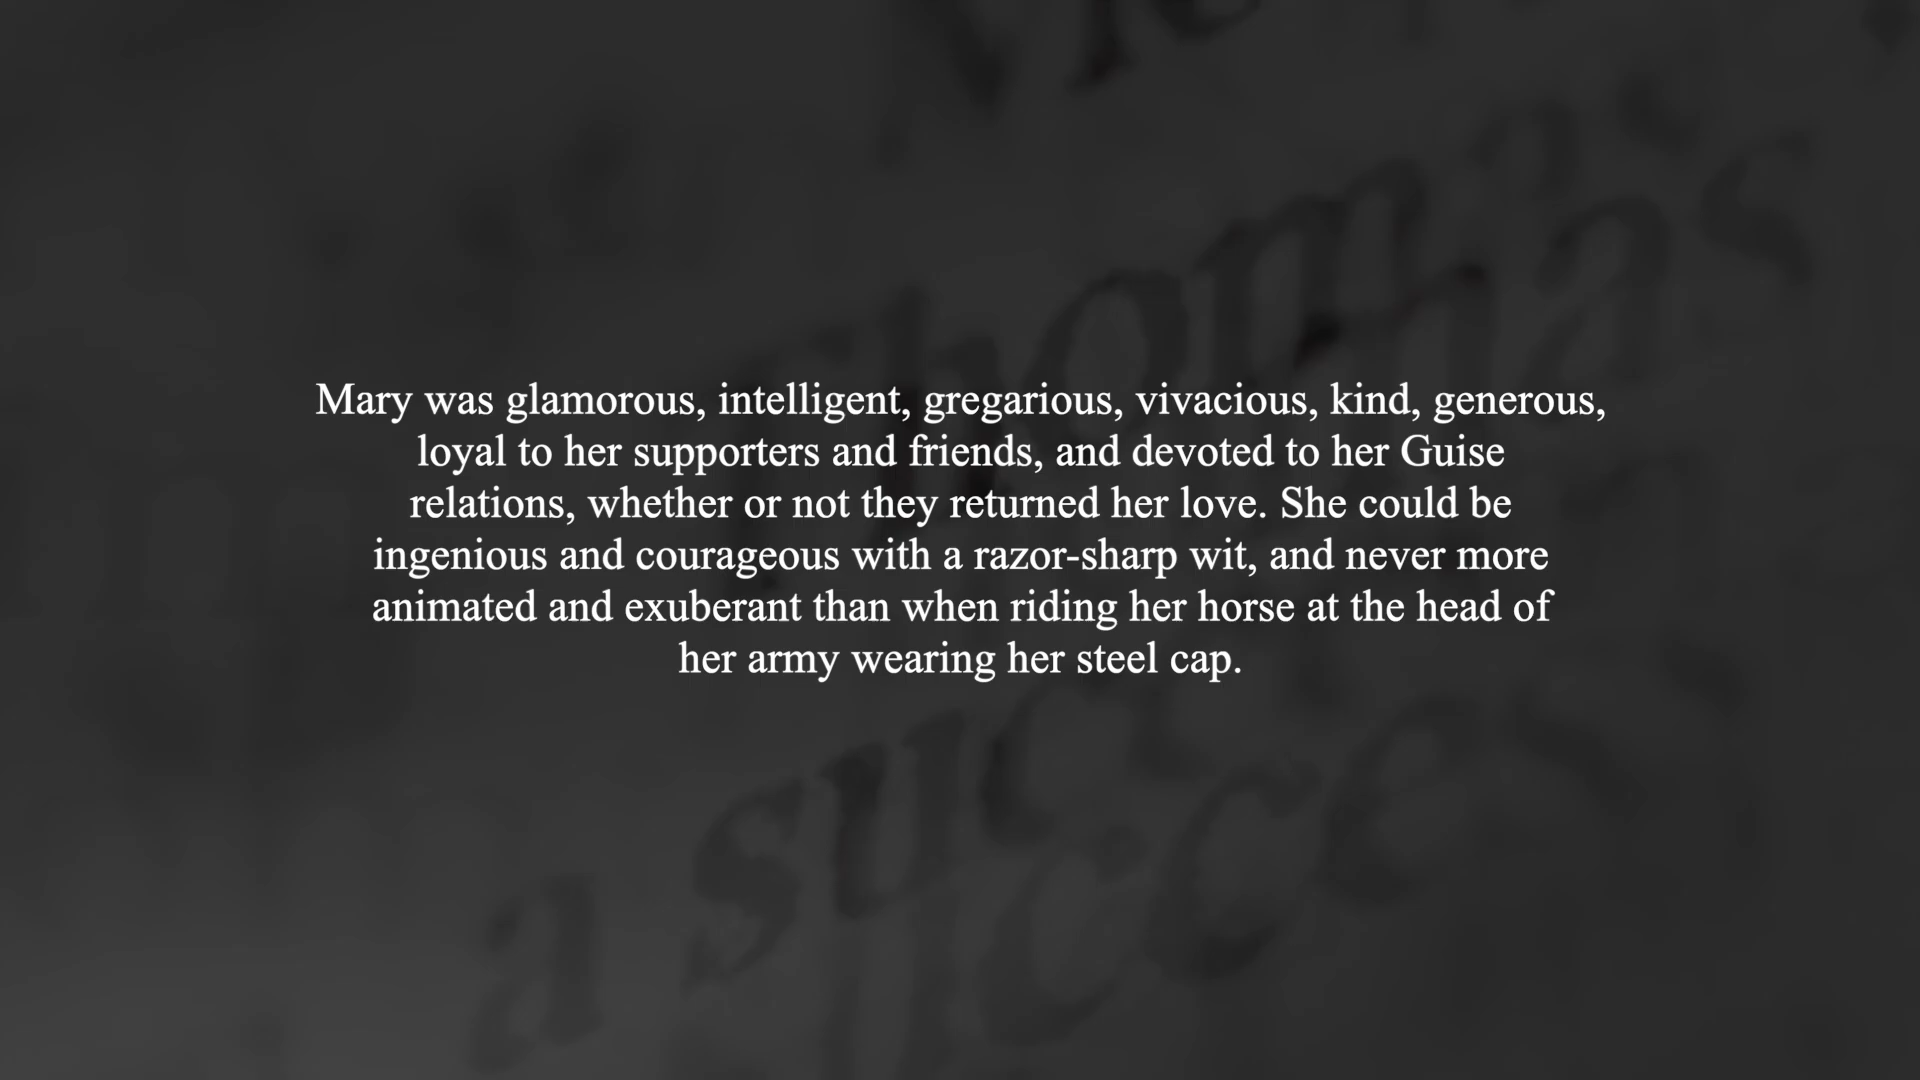 Mary was glamorous, intelligent, gregarious, vivacious, kind, generous,
loyal to her supporters and friends, and devoted to her Guise
relations, whether or not they returned her love. She could be
ingenious and courageous with a razor-sharp wit, and never more
animated and exuberant than when riding her horse at the head of
her army wearing her steel cap.